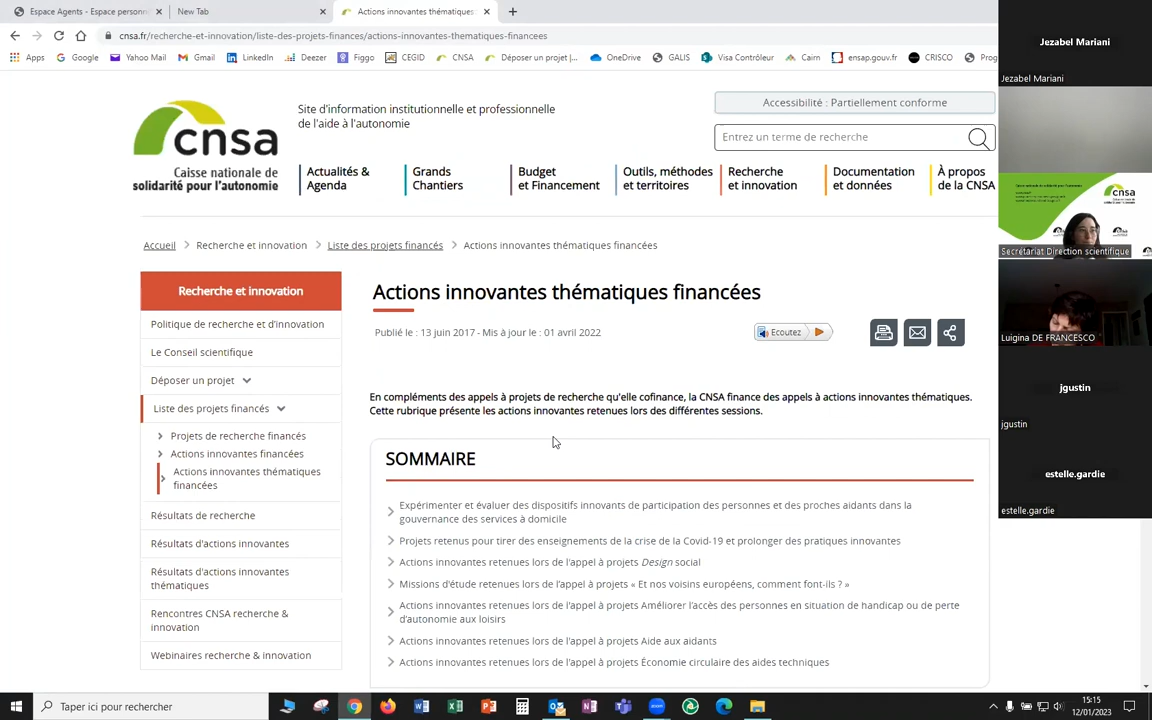 Espace Agents - Espace personn
New Tab
Actions innovantes thématiques
cnsa.fr/recherche-et-innovation/liste-des-projets-finances/actions-innovantes-thematiques-financees
Apps
Google
Yahoo Mail
Gmail
LinkedIn
Deezer
Figgo
CEGID
CNSA
Déposer un projet |...
OneDrive
GALIS
Visa Contrôleur
Cairn
ensap.gouv.fr
CRISCO
Prog
cnsa
Caisse nationale de
solidarité pour l'autonomie
Site d'information institutionnelle et professionnelle
de l'aide à l'autonomie
Accessibilité : Partiellement conforme
Entrez un terme de recherche
Actualités &
Agenda
Grands
Chantiers
Budget
et Financement
Outils, méthodes
et territoires
Recherche
et innovation
Documentation
et données
À propos
de la CNSA
Accueil
Recherche et innovation
Liste des projets financés
Actions innovantes thématiques financées
Recherche et innovation
Politique de recherche et d'innovation
Le Conseil scientifique
Déposer un projet
Liste des projets financés
Projets de recherche financés
Actions innovantes financées
Actions innovantes thématiques
financées
Résultats de recherche
Résultats d'actions innovantes
Résultats d'actions innovantes
thématiques
Rencontres CNSA recherche &
innovation
Webinaires recherche & innovation
Actions innovantes thématiques financées
Publié le : 13 juin 2017 - Mis à jour le : 01 avril 2022
Ecoutez
En compléments des appels à projets de recherche qu'elle cofinance, la CNSA finance des appels à actions innovantes thématiques.
Cette rubrique présente les actions innovantes retenues lors des différentes sessions.
SOMMAIRE
Expérimenter et évaluer des dispositifs innovants de participation des personnes et des proches aidants dans la
gouvernance des services à domicile
Projets retenus pour tirer des enseignements de la crise de la Covid-19 et prolonger des pratiques innovantes
Actions innovantes retenues lors de l'appel à projets Design social
Missions d'étude retenues lors de l'appel à projets « Et nos voisins européens, comment font-ils ? »
Actions innovantes retenues lors de l'appel à projets Améliorer l'accès des personnes en situation de handicap ou de perte
d'autonomie aux loisirs
Actions innovantes retenues lors de l'appel à projets Aide aux aidants
Actions innovantes retenues lors de l'appel à projets Économie circulaire des aides techniques
Jezabel Mariani
Jezabel Mariani
cnsa
Secrétariat Direction scientifique
Luigina DE FRANCESCO
jgustin
jgustin
estelle.gardie
estelle.gardie
Taper ici pour rechercher
15:15
12/01/2023